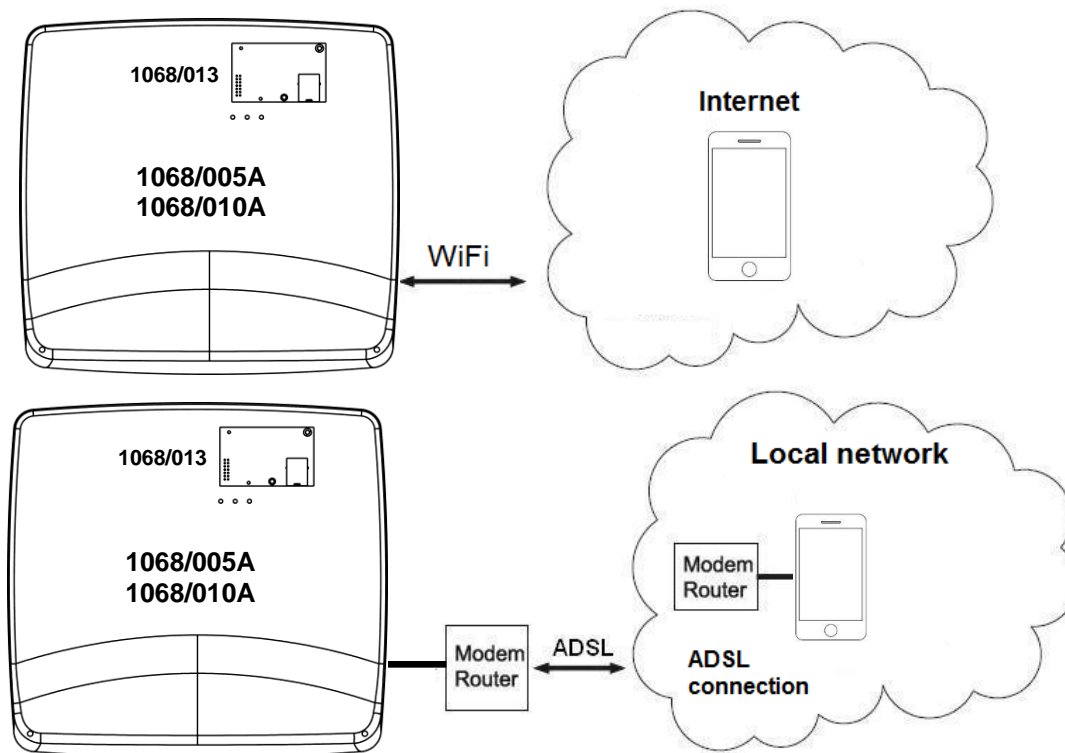 1068/013
1068/005A
1068/010A
WiFi
Internet
1068/013
1068/005A
1068/010A
Modem
Router
ADSL
Local network
Modem
Router
ADSL
connection